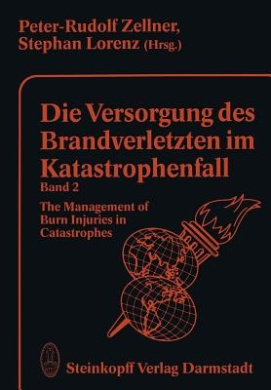 Peter-Rudolf Zellner,
Stephan Lorenz (Hrsg.)
Die Versorgung des
Brandverletzten im
Katastrophenfall
Band 2
The Management of
Burn Injuries in
Catastrophes
Steinkopff Verlag Darmstadt